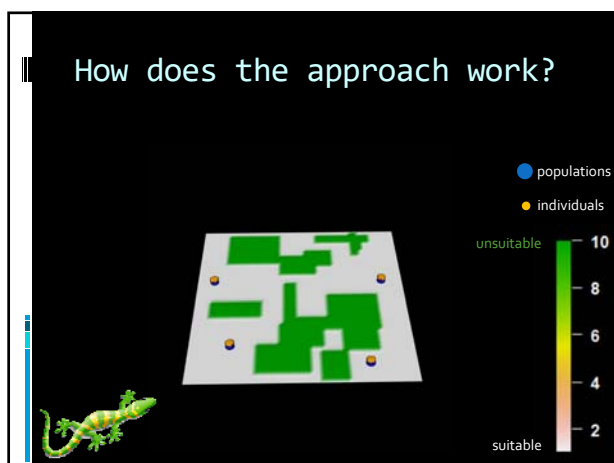 How does the approach work?
populations
individuals
unsuitable
10
8
6
4
2
suitable